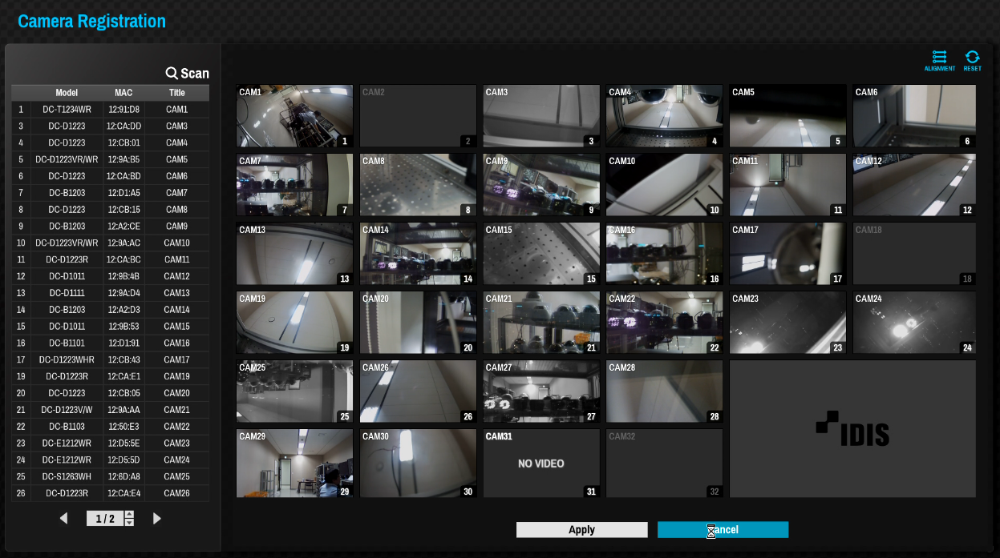 Camera Registration
Scan
ALIGNMENT RESET
Model MAC Title
1 DC-T1234WR 12:91:D8 CAM1
3 DC-D1223 12:CA:DD CAM3
4 DC-D1223 12:CB:01 CAM4
5 DC-D1223VR/WR 12:9A:B5 CAM5
6 DC-D1223 12:CA:BD CAM6
7 DC-B1203 12:D1:A5 CAM7
8 DC-D1223 12:CB:15 CAM8
9 DC-B1203 12:A2:CE CAM9
10 DC-D1223VR/WR 12:9A:AC CAM10
11 DC-D1223R 12:CA:BC CAM11
12 DC-D1011 12:9B:4B CAM12
13 DC-D1111 12:9A:D4 CAM13
14 DC-B1203 12:A2:D3 CAM14
15 DC-D1011 12:9B:53 CAM15
16 DC-B1101 12:D1:91 CAM16
17 DC-D1223WHR 12:CB:43 CAM17
19 DC-D1223R 12:CA:E1 CAM19
20 DC-D1223 12:CB:05 CAM20
21 DC-D1223V/W 12:9A:AA CAM21
22 DC-B1103 12:50:E3 CAM22
23 DC-E1212WR 12:D5:5E CAM23
24 DC-E1212WR 12:D5:5D CAM24
25 DC-S1263WH 12:6D:A8 CAM25
26 DC-D1223R 12:CA:E4 CAM26
1 / 2
CAM1 CAM2 CAM3 CAM4 CAM5 CAM6
1 2 3 4 5 6
CAM7 CAM8 CAM9 CAM10 CAM11 CAM12
7 8 9 10 11 12
CAM13 CAM14 CAM15 CAM16 CAM17 CAM18
13 14 15 16 17 18
CAM19 CAM20 CAM21 CAM22 CAM23 CAM24
19 20 21 22 23 24
CAM25 CAM26 CAM27 CAM28
25 26 27 28
IDIS
CAM29 CAM30 CAM31 CAM32
NO VIDEO
29 30 31 32
Apply Cancel